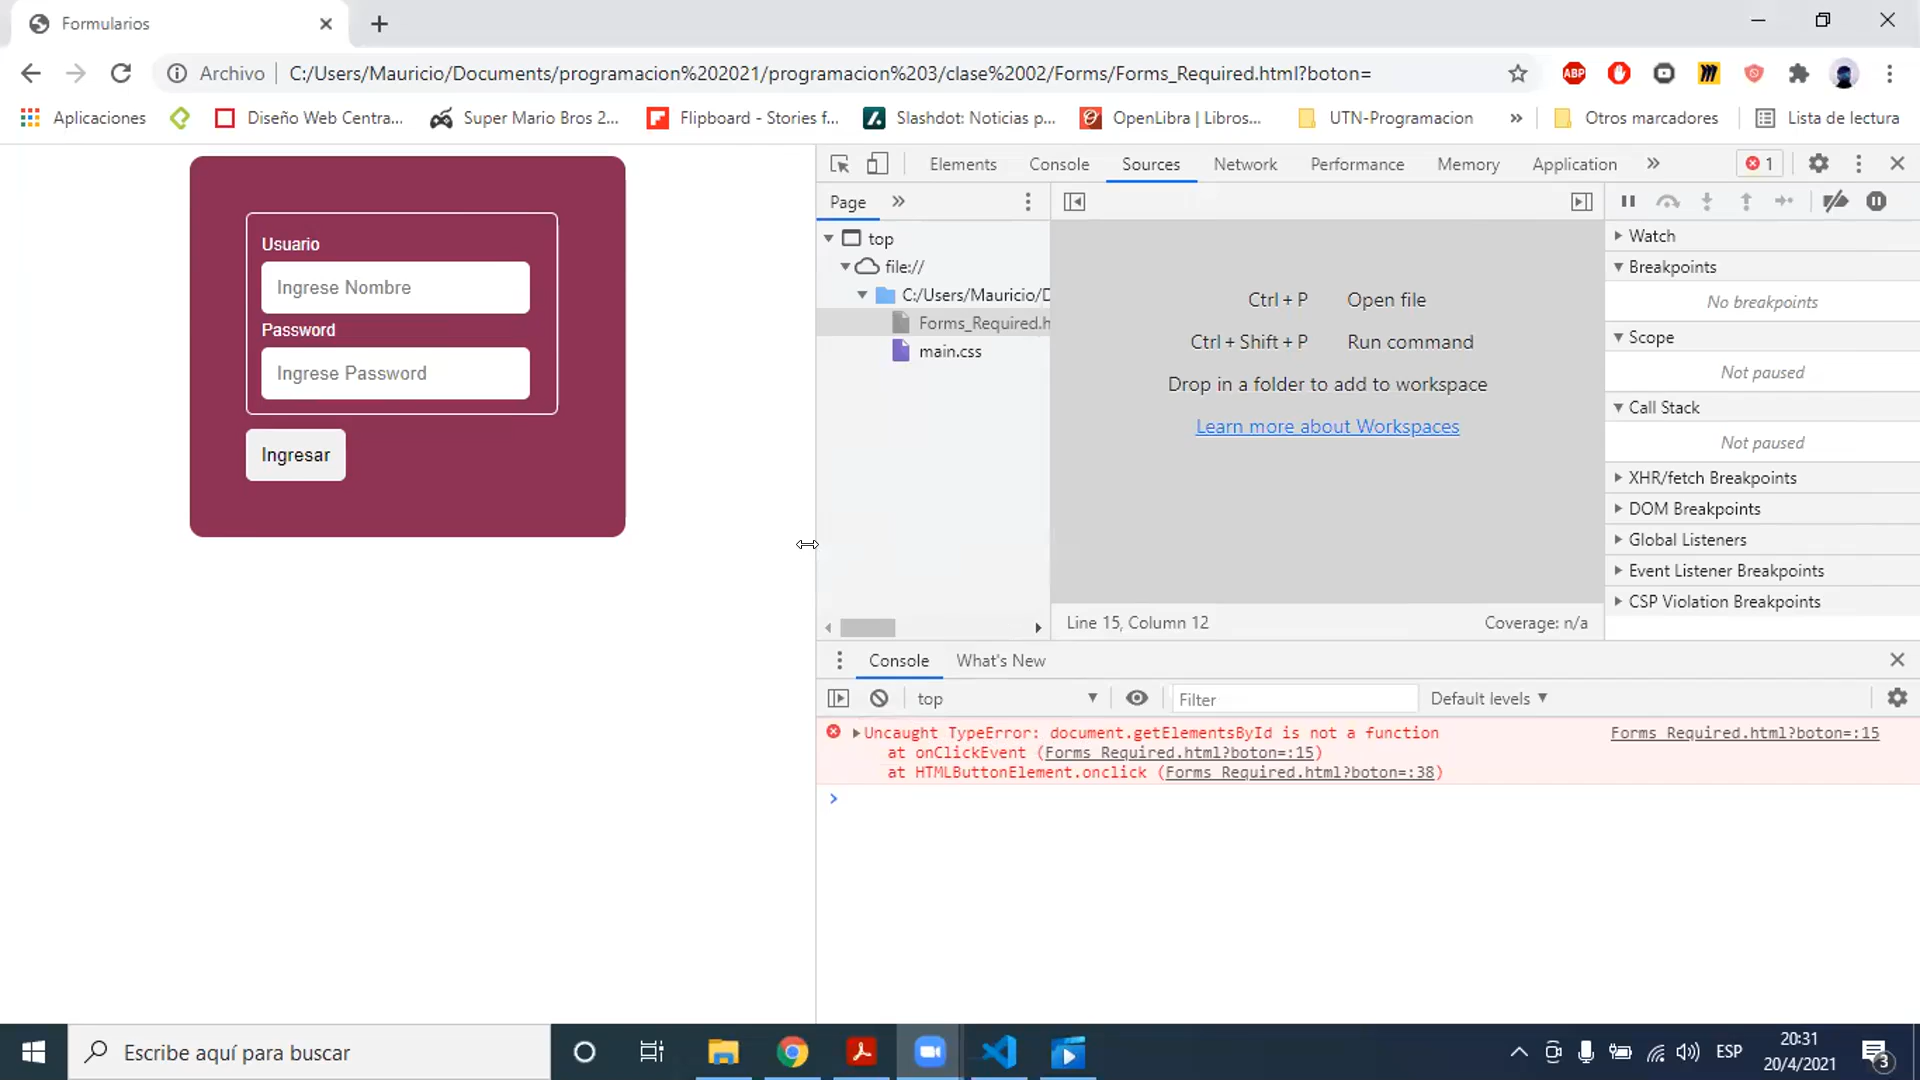 Formularios
Archivo C:/Users/Mauricio/Documents/programacion%202021/programacion%203/clase%2002/Forms/Forms_Required.html?boton=
ABP
Aplicaciones Diseño Web Centra... Super Mario Bros 2... Flipboard - Stories f... Slashdot: Noticias p... OpenLibra | Libros... UTN-Programacion » Otros marcadores Lista de lectura
Elements Console Sources Network Performance Memory Application » 1
Page »
Usuario
Ingrese Nombre
Password
Ingrese Password
Ingresar
top
file://
C:/Users/Mauricio/D
Forms_Required.h
main.css
Ctrl + P Open file
Ctrl + Shift + P Run command
Drop in a folder to add to workspace
Learn more about Workspaces
Line 15, Column 12 Coverage: n/a
Watch
Breakpoints
No breakpoints
Scope
Not paused
Call Stack
Not paused
XHR/fetch Breakpoints
DOM Breakpoints
Global Listeners
Event Listener Breakpoints
CSP Violation Breakpoints
Console What's New
top Filter Default levels
Uncaught TypeError: document.getElementsById is not a function Forms_Required.html?boton=:15
at onClickEvent (Forms_Required.html?boton=:15)
at HTMLButtonElement.onclick (Forms_Required.html?boton=:38)
Escribe aquí para buscar
ESP
20:31
20/4/2021
3